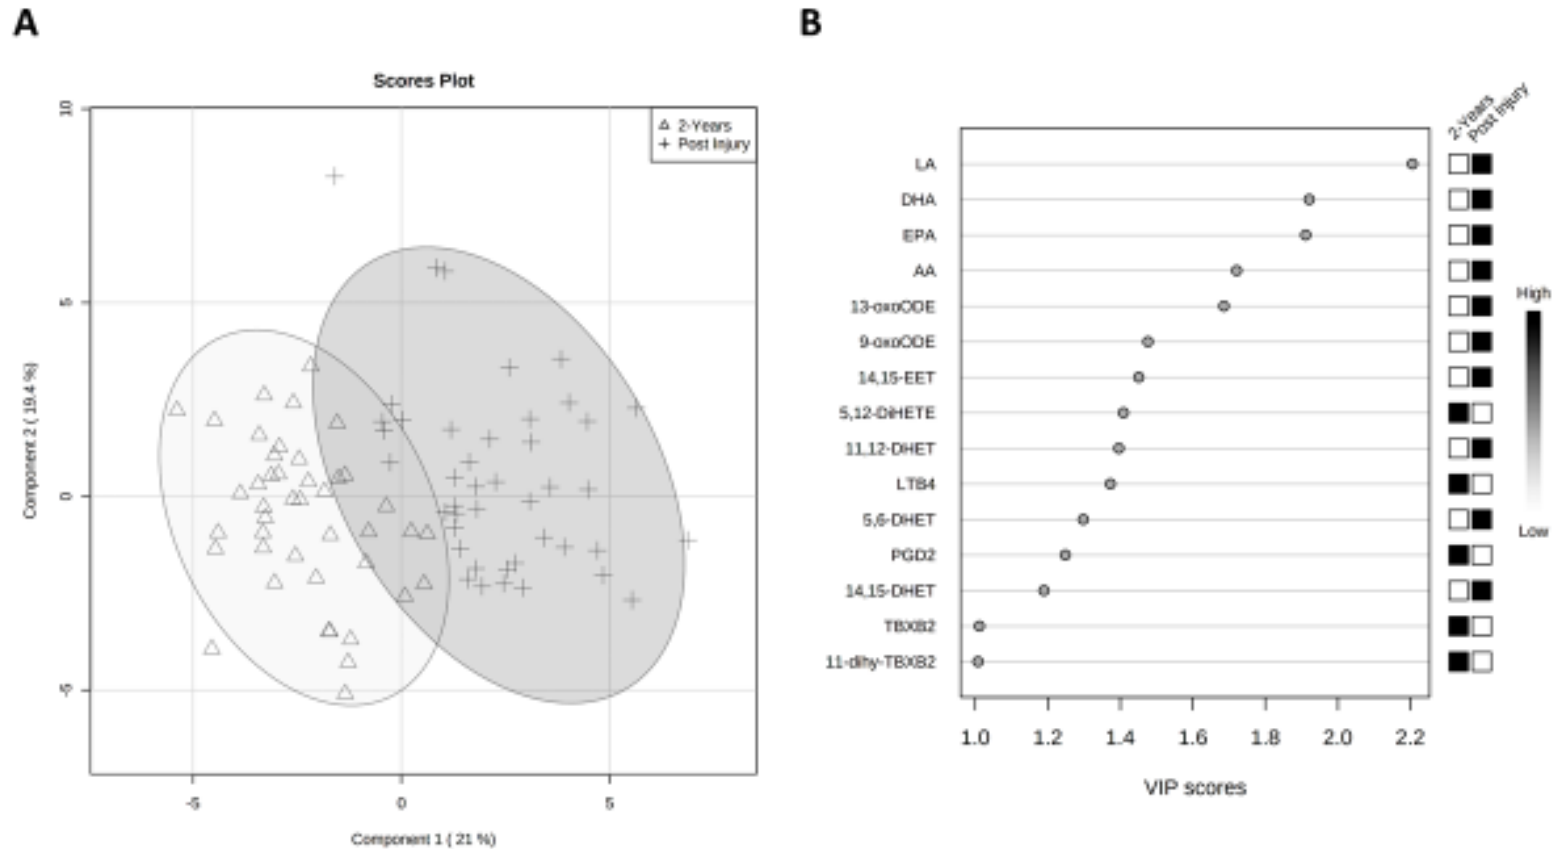 A
B
Scores Plot
2-Years
Post Injury
10
5
0
-5
Component 2 ( 19.4 %)
-5
0
5
Component 1 ( 21 %)
2-Years
Post Injury
LA
DHA
EPA
AA
13-oxoODE
9-oxoODE
14,15-EET
5,12-DiHETE
11,12-DHET
LTB4
5,6-DHET
PGD2
14,15-DHET
TBXB2
11-dihy-TBXB2
High
Low
1.0
1.2
1.4
1.6
1.8
2.0
2.2
VIP scores